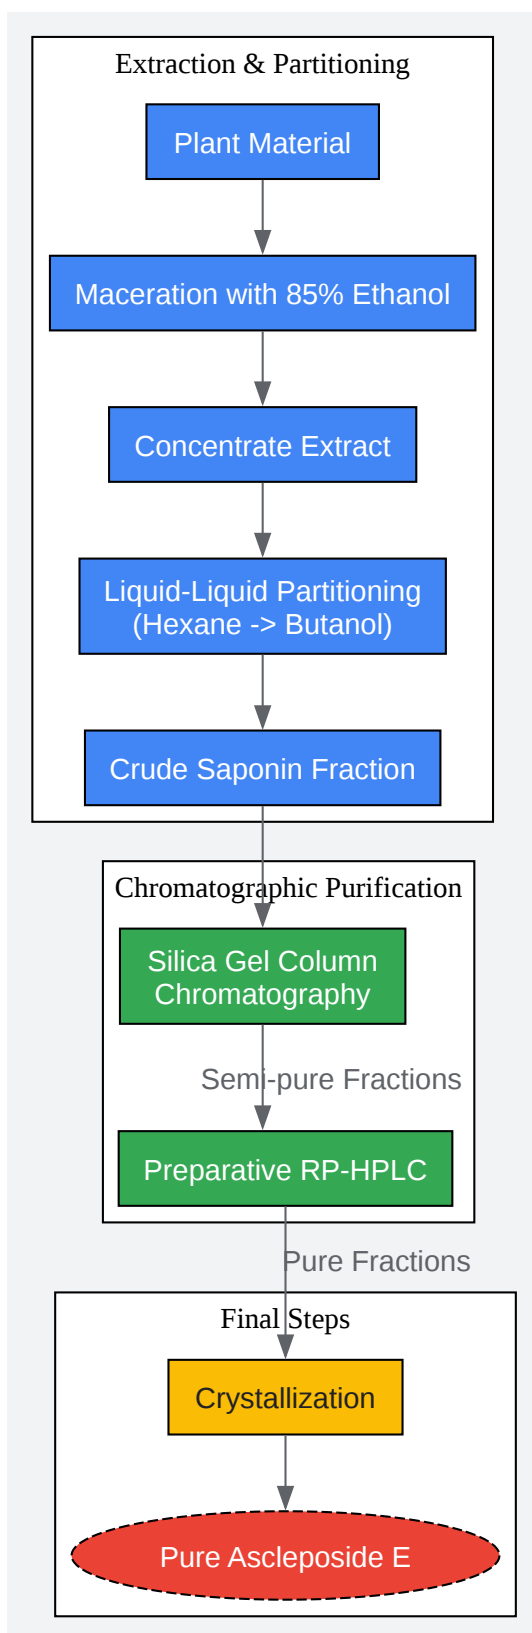 Extraction & Partitioning
Plant Material
Maceration with 85% Ethanol
Concentrate Extract
Liquid-Liquid Partitioning
(Hexane -> Butanol)
Crude Saponin Fraction
Chromatographic Purification
Silica Gel Column
Chromatography
Semi-pure Fractions
Preparative RP-HPLC
Pure Fractions
Final Steps
Crystallization
Pure Ascleposide E